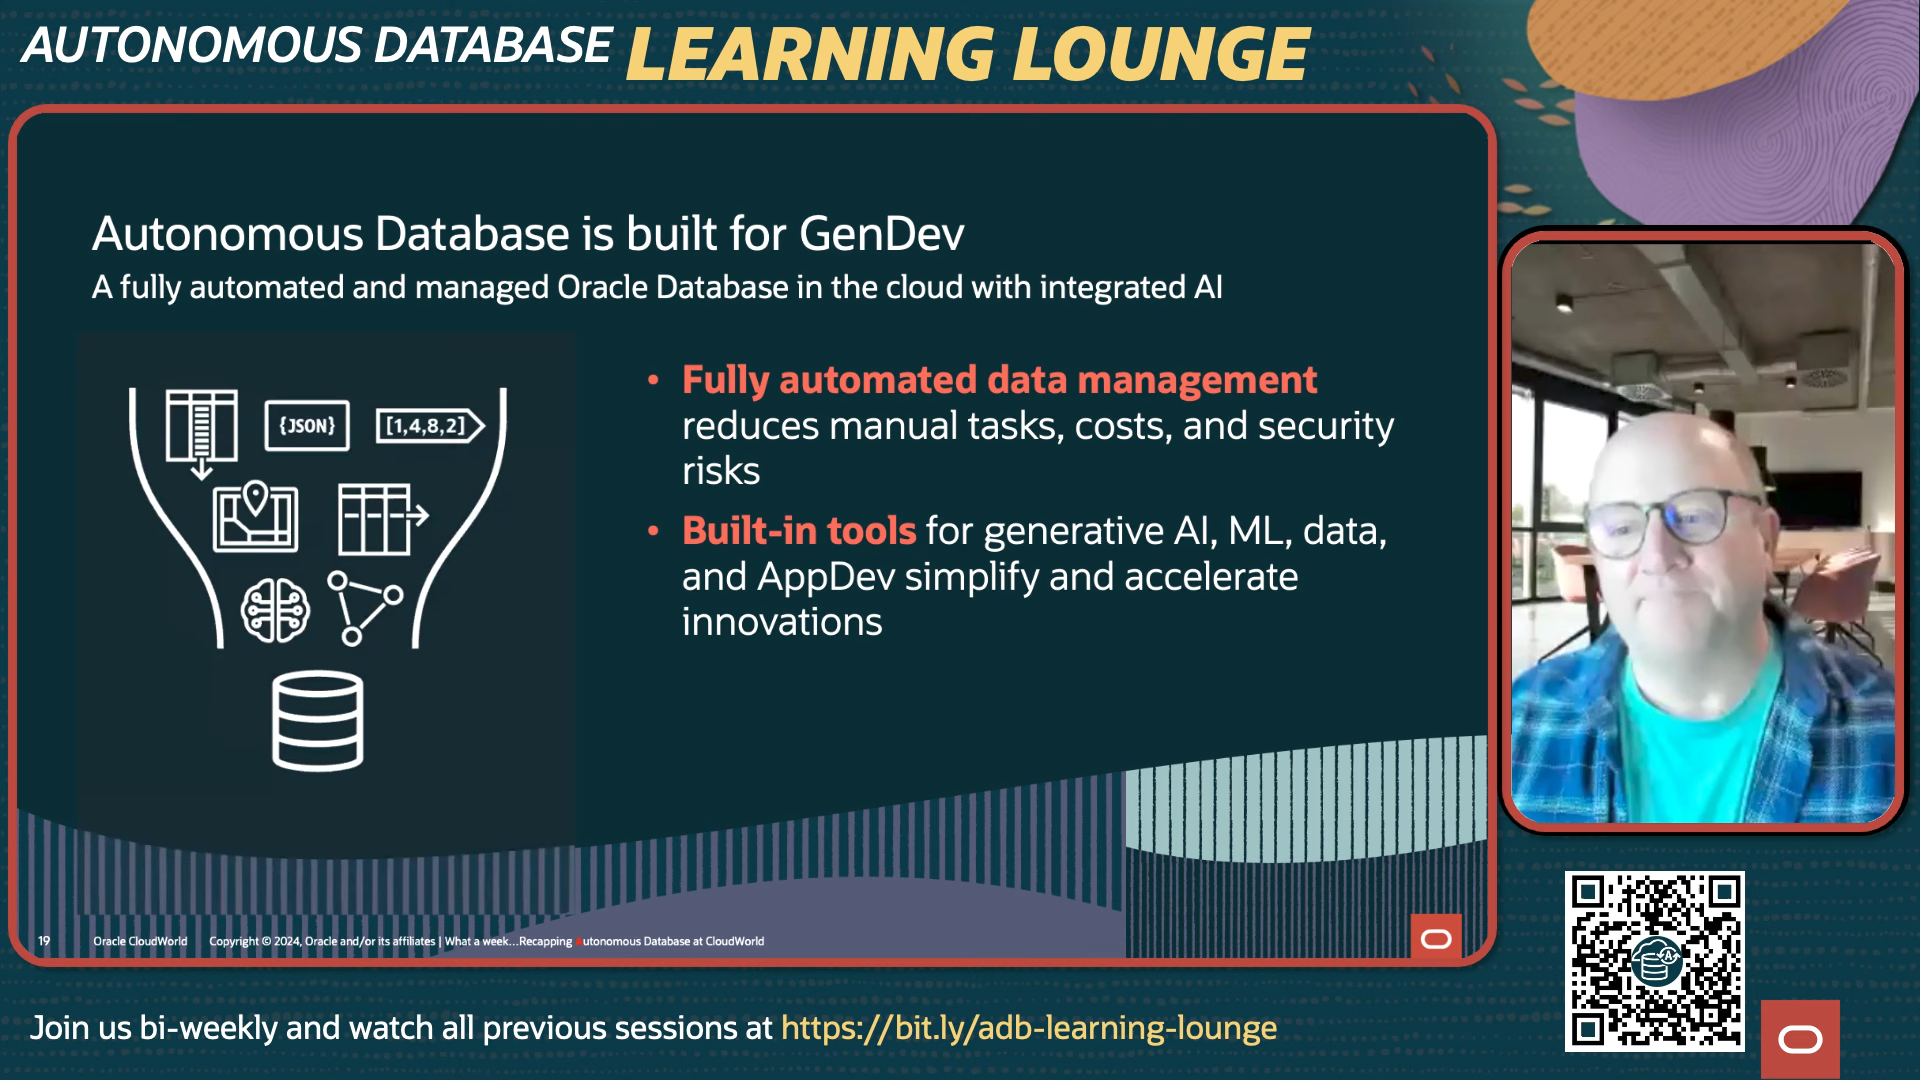 AUTONOMOUS DATABASE LEARNING LOUNGE
Autonomous Database is built for GenDev
A fully automated and managed Oracle Database in the cloud with integrated AI
{JSON}
[1,4,8,2]
• Fully automated data management
reduces manual tasks, costs, and security
risks
• Built-in tools for generative AI, ML, data,
and AppDev simplify and accelerate
innovations
19 Oracle CloudWorld Copyright © 2024, Oracle and/or its affiliates | What a week...Recapping Autonomous Database at CloudWorld
A
Join us bi-weekly and watch all previous sessions at https://bit.ly/adb-learning-lounge